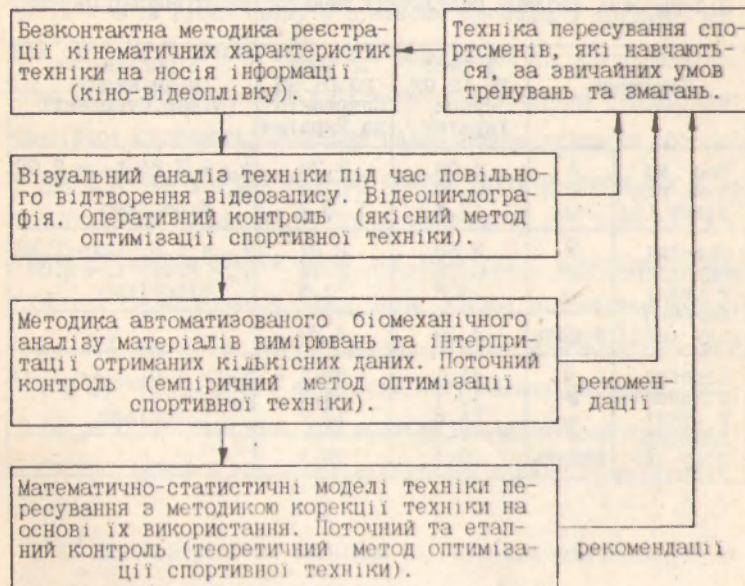 Безконтактна методика реєстра-
ції кінематичних характеристик
техніки на носія інформації
(кіно-відеоплівку).
Техніка пересування спо-
ртсменів, які навчають-
ся, за звичайних умов
тренувань та змагань.
Візуальний аналіз техніки під час повільно-
го відтворення відеозапису. Відеоциклогра-
фія. Оперативний контроль (якісний метод
оптимізації спортивної техніки).
Методика автоматизованого біомеханічного
аналізу матеріалів вимірювань та інтерпри-
тації отриманих кількісних даних. Поточний
контроль (емпіричний метод оптимізації
спортивної техніки).
рекомен-
дації
Математично-статистичні моделі техніки пе-
ресування з методикою корекції техніки на
основі їх використання. Поточний та етап-
ний контроль (теоретичний метод оптиміза-
ції спортивної техніки).
рекомендації